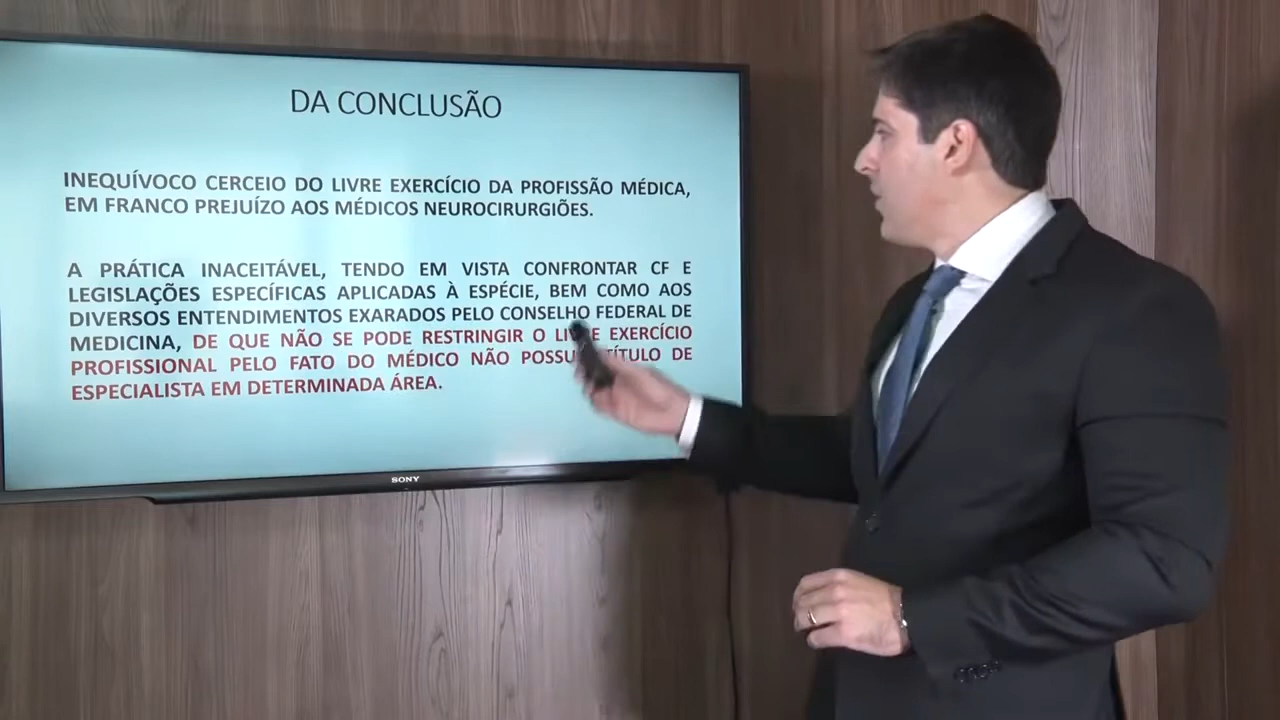 DA CONCLUSÃO
INEQUÍVOCO CERCEIO DO LIVRE EXERCÍCIO DA PROFISSÃO MÉDICA,
EM FRANCO PREJUÍZO AOS MÉDICOS NEUROCIRURGIÕES.
A PRÁTICA INACEITÁVEL, TENDO EM VISTA CONFRONTAR CF E
LEGISLAÇÕES ESPECÍFICAS APLICADAS À ESPÉCIE, BEM COMO AOS
DIVERSOS ENTENDIMENTOS EXARADOS PELO CONSELHO FEDERAL DE
MEDICINA, DE QUE NÃO SE PODE RESTRINGIR O LIVRE EXERCÍCIO
PROFISSIONAL PELO FATO DO MÉDICO NÃO POSSUIR TÍTULO DE
ESPECIALISTA EM DETERMINADA ÁREA.
SONY